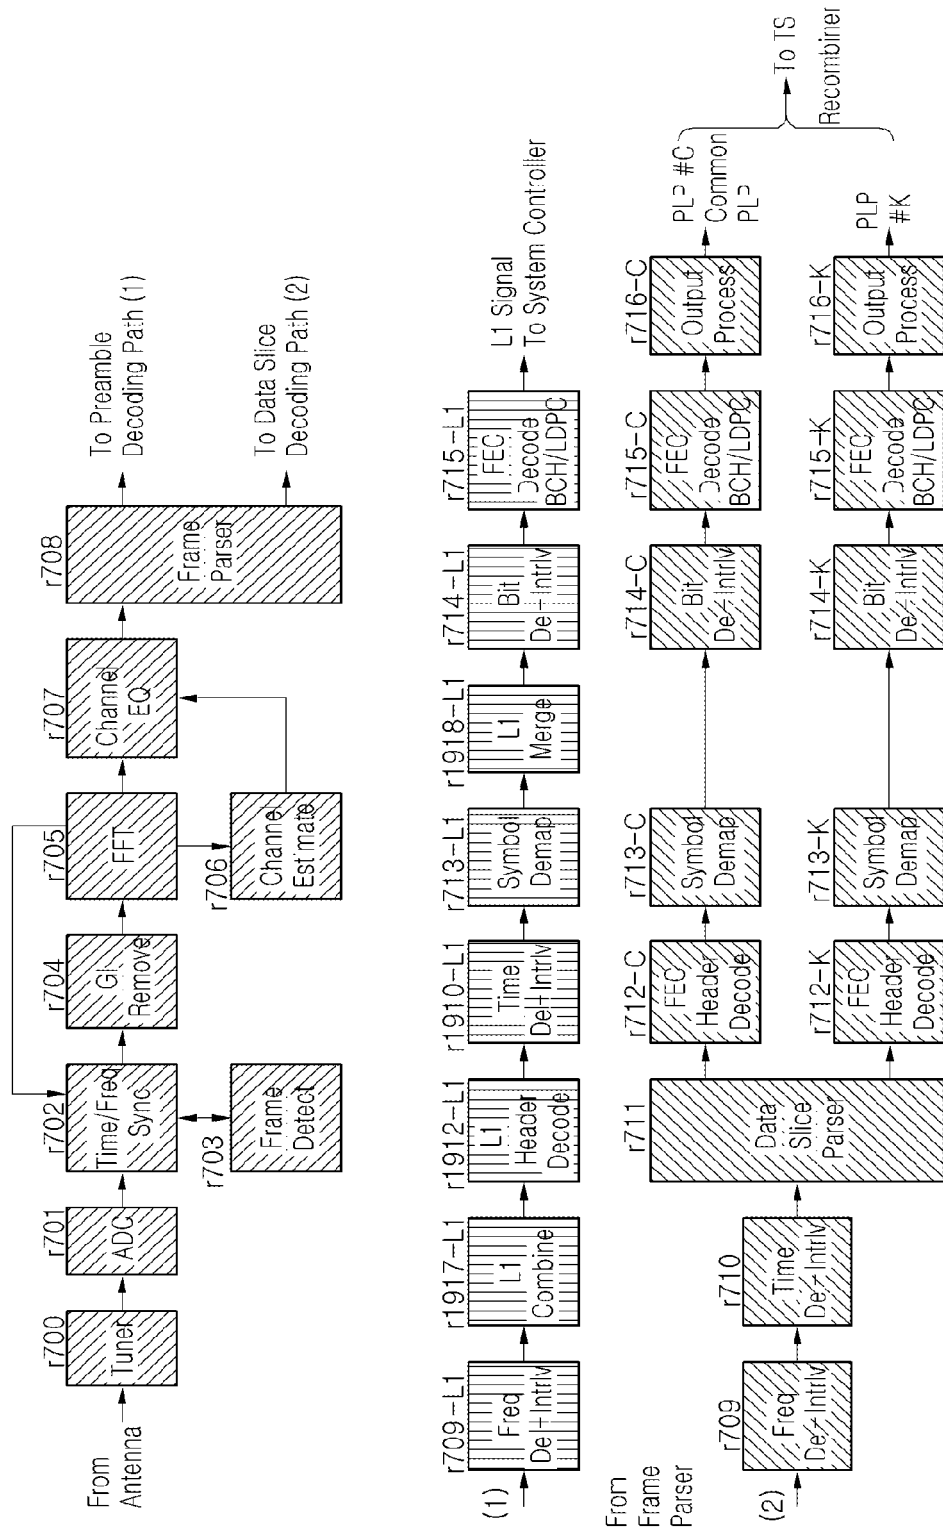 From
Antenna
r700
Tuner
r701
ADC
r702
Time/Freq
Sync
r703
Frame
Detect
r704
GI
Remove
r705
FFT
r706
Channel
Estimate
r707
Channel
EQ
r708
Frame
Parser
To Preamble
Decoding Path (1)
To Data Slice
Decoding Path (2)
(1)
r709-L1
Freq
De-Intrlv
r1917-L1
L1
Combine
r1912-L1
L1
Header
Decode
r1910-L1
Time
De-Intrlv
r713-L1
Symbol
Demap
r1918-L1
L1
Merge
r714-L1
Bit
De-Intrlv
r715-L1
FEC
Decode
BCH/LDPC
L1 Signal
To System Controller
From
Frame
Parser
(2)
r709
Freq
De-Intrlv
r710
Time
De-Intrlv
r711
Data
Slice
Parser
r712-C
FEC
Header
Decode
r713-C
Symbol
Demap
r714-C
Bit
De-Intrlv
r715-C
FEC
Decode
BCH/LDPC
r716-C
Output
Process
PLP #C
Common
PLP
r712-K
FEC
Header
Decode
r713-K
Symbol
Demap
r714-K
Bit
De-Intrlv
r715-K
FEC
Decode
BCH/LDPC
r716-K
Output
Process
PLP
#K
To TS
Recombiner